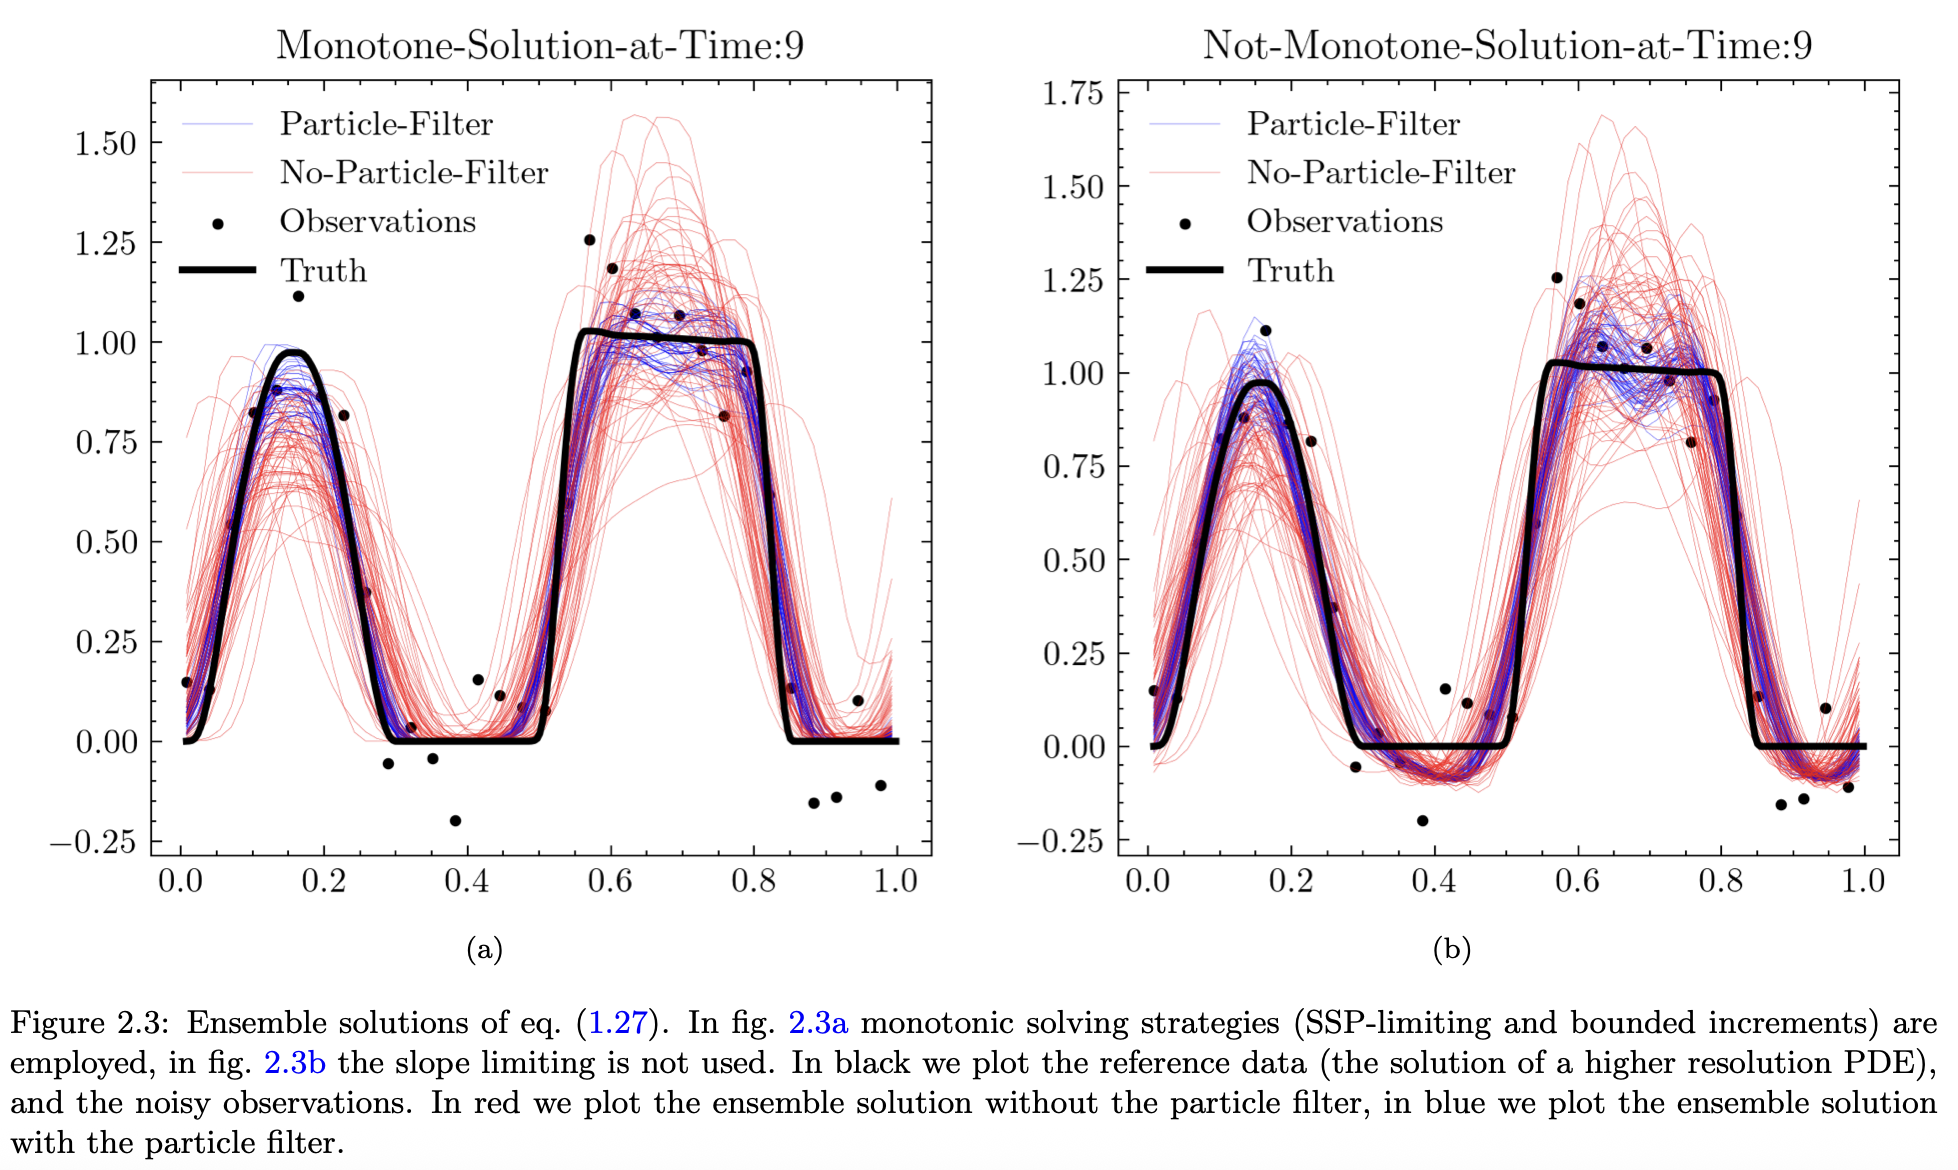 Monotone-Solution-at-Time:9
Particle-Filter
No-Particle-Filter
Observations
Truth
1.50
1.25
1.00
0.75
0.50
0.25
0.00
−0.25
0.0 0.2 0.4 0.6 0.8 1.0
(a)
Not-Monotone-Solution-at-Time:9
Particle-Filter
No-Particle-Filter
Observations
Truth
1.75
1.50
1.25
1.00
0.75
0.50
0.25
0.00
−0.25
0.0 0.2 0.4 0.6 0.8 1.0
(b)
Figure 2.3: Ensemble solutions of eq. (1.27). In fig. 2.3a monotonic solving strategies (SSP-limiting and bounded increments) are
employed, in fig. 2.3b the slope limiting is not used. In black we plot the reference data (the solution of a higher resolution PDE),
and the noisy observations. In red we plot the ensemble solution without the particle filter, in blue we plot the ensemble solution
with the particle filter.